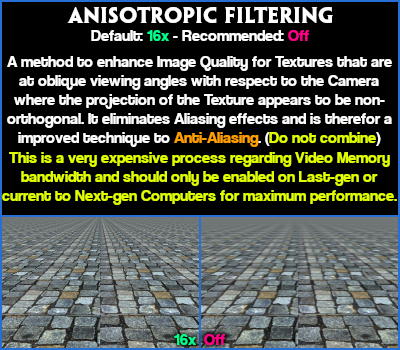 ANISOTROPIC FILTERING
Default: 16x - Recommended: Off
A method to enhance Image Quality for Textures that are
at oblique viewing angles with respect to the Camera
where the projection of the Texture appears to be non-
orthogonal. It eliminates Aliasing effects and is therefor a
improved technique to Anti-Aliasing. (Do not combine)
This is a very expensive process regarding Video Memory
bandwidth and should only be enabled on Last-gen or
current to Next-gen Computers for maximum performance.
16x Off